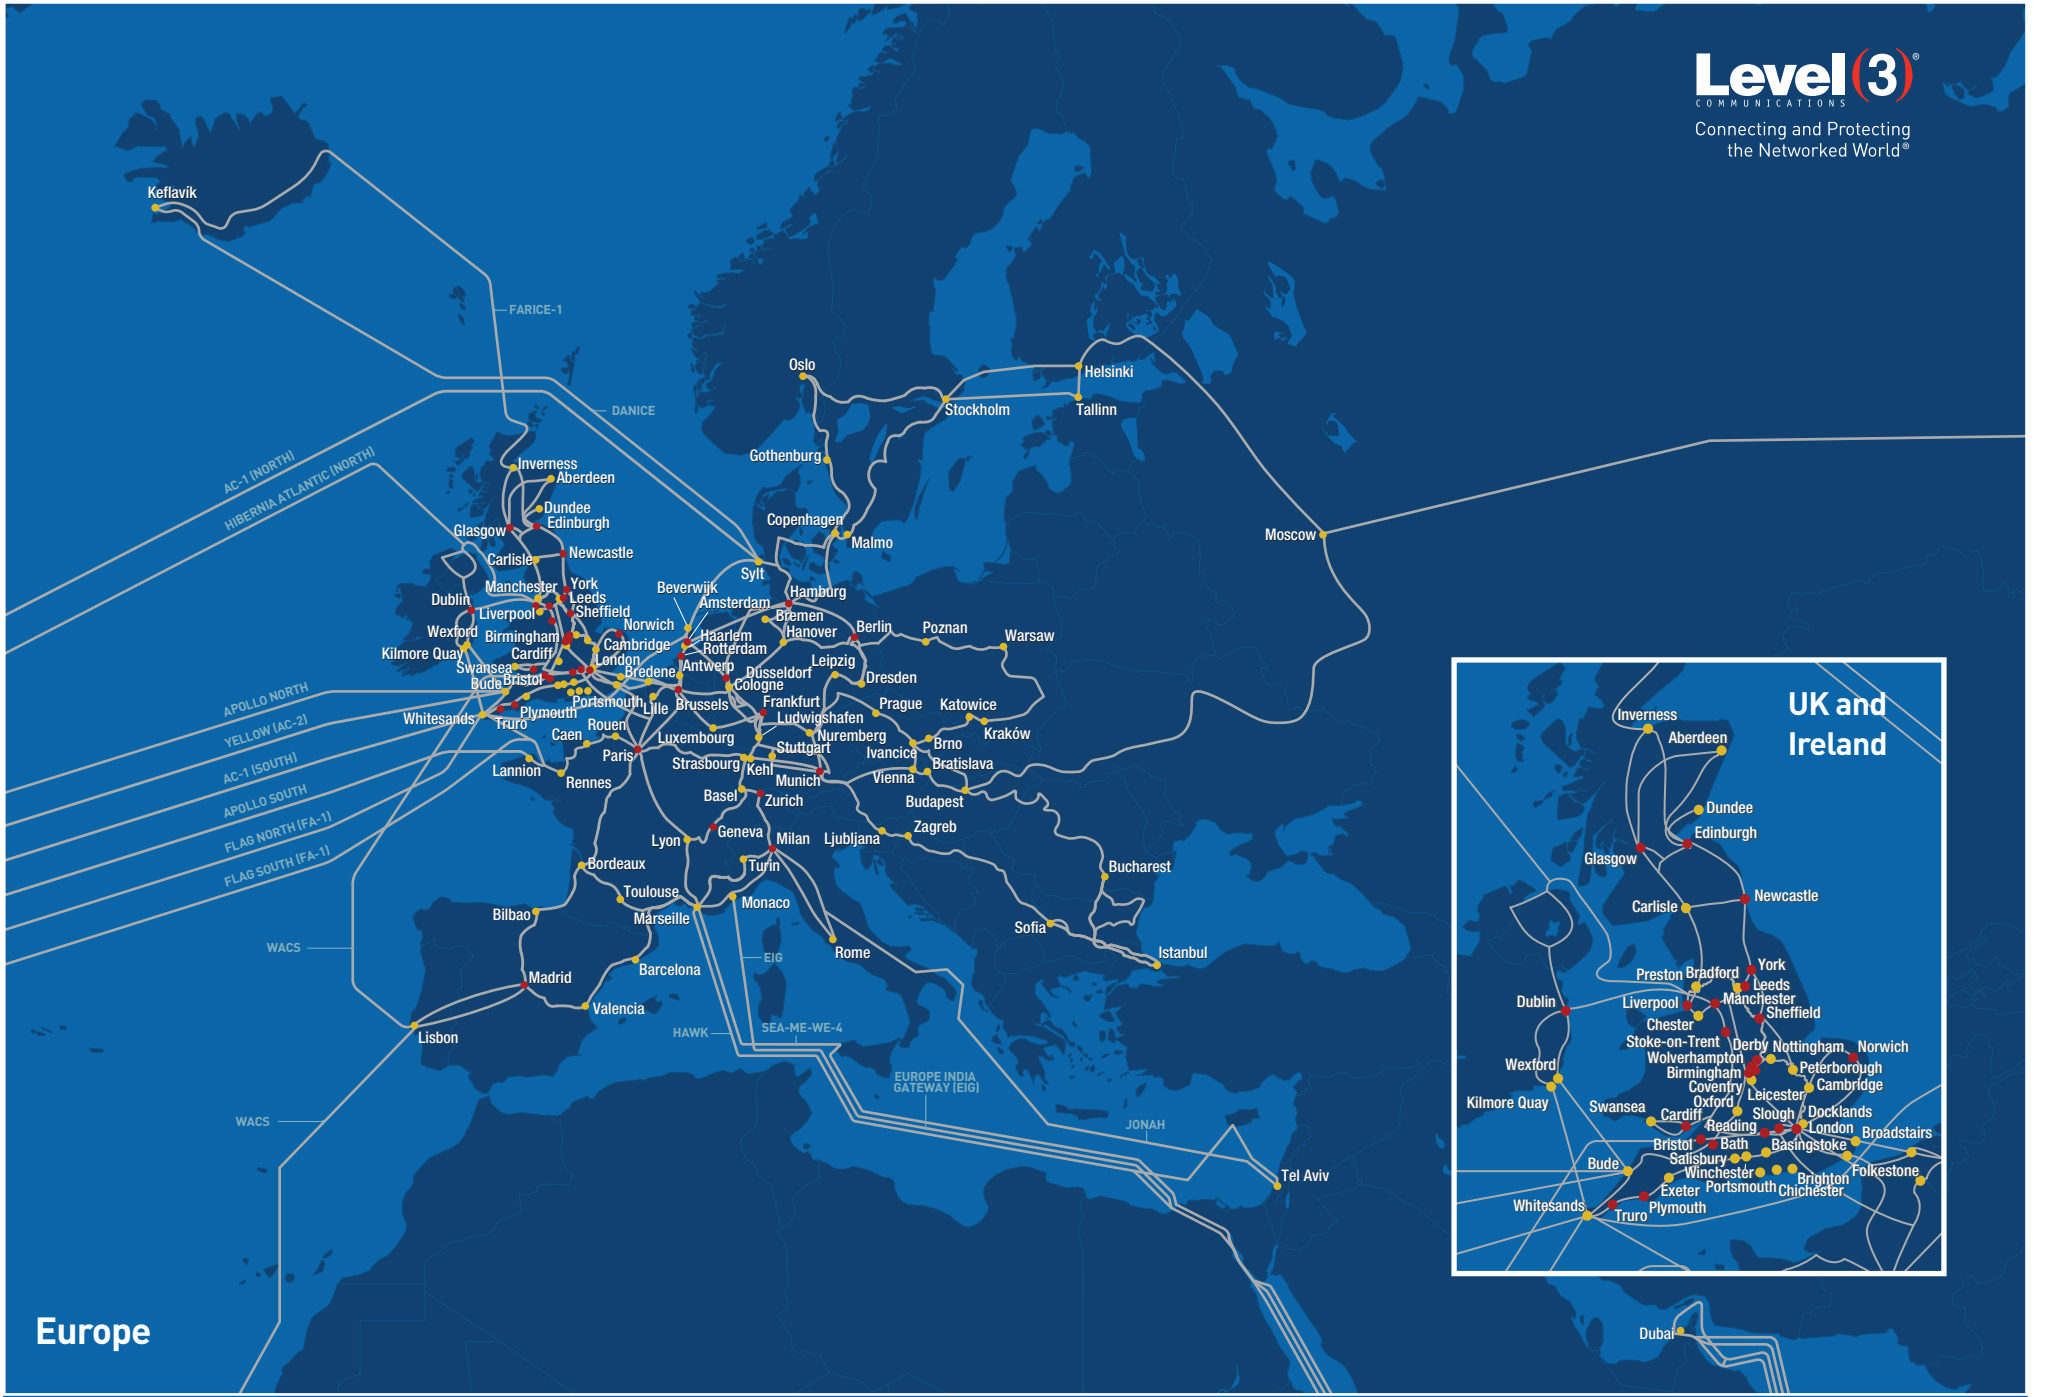 Level(3)®
COMMUNICATIONS
Connecting and Protecting
the Networked World®
Keflavík
FARICE-1
DANICE
AC-1 (NORTH)
HIBERNIA ATLANTIC (NORTH)
APOLLO NORTH
YELLOW (AC-2)
AC-1 (SOUTH)
APOLLO SOUTH
FLAG NORTH (FA-1)
FLAG SOUTH (FA-1)
WACS
WACS
Oslo
Helsinki
Stockholm
Tallinn
Gothenburg
Copenhagen
Malmo
Moscow
Inverness
Aberdeen
Dundee
Edinburgh
Glasgow
Newcastle
Carlisle
Manchester
York
Leeds
Dublin
Liverpool
Sheffield
Norwich
Wexford
Birmingham
Cambridge
Kilmore Quay
Cardiff
London
Swansea
Bude
Bristol
Bredene
Portsmouth
Whitesands
Truro
Plymouth
Sylt
Beverwijk
Amsterdam
Hamburg
Bremen
Haarlem
Hanover
Berlin
Rotterdam
Antwerp
Düsseldorf
Leipzig
Poznan
Warsaw
Cologne
Dresden
Lille
Brussels
Frankfurt
Prague
Katowice
Rouen
Ludwigshafen
Kraków
Caen
Luxembourg
Nuremberg
Brno
Paris
Stuttgart
Ivancice
Lannion
Strasbourg
Kehl
Bratislava
Rennes
Munich
Vienna
Basel
Zurich
Budapest
Geneva
Milan
Zagreb
Lyon
Ljubljana
Bordeaux
Turin
Bucharest
Toulouse
Monaco
Bilbao
Marseille
Sofia
Rome
Istanbul
EIG
Barcelona
Madrid
Valencia
Lisbon
HAWK
SEA-ME-WE-4
EUROPE INDIA
GATEWAY (EIG)
JONAH
Tel Aviv
Dubai
Europe
UK and
Ireland
Inverness
Aberdeen
Dundee
Edinburgh
Glasgow
Newcastle
Carlisle
York
Preston
Bradford
Leeds
Dublin
Liverpool
Manchester
Sheffield
Chester
Stoke-on-Trent
Derby
Nottingham
Norwich
Wolverhampton
Wexford
Birmingham
Peterborough
Coventry
Cambridge
Leicester
Kilmore Quay
Oxford
Swansea
Cardiff
Slough
Docklands
Reading
London
Broadstairs
Bristol
Bath
Basingstoke
Bude
Salisbury
Folkestone
Winchester
Brighton
Exeter
Portsmouth
Chichester
Whitesands
Truro
Plymouth